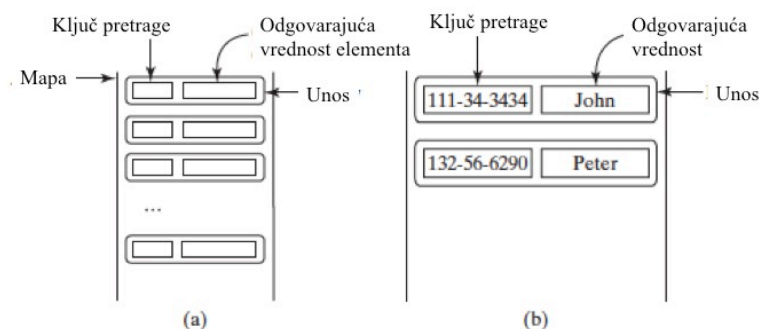 Ključ pretrage
Odgovarajuća
vrednost elementa
Mapa
Unos
...
(a)
Ključ pretrage
Odgovarajuća
vrednost
111-34-3434 John
Unos
132-56-6290 Peter
(b)